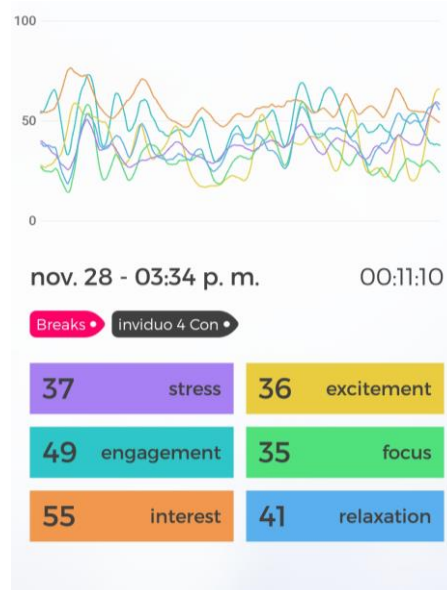 100
50
0
nov. 28 - 03:34 p. m. 00:11:10
Breaks inviduo 4 Con
37 stress 36 excitement
49 engagement 35 focus
55 interest 41 relaxation